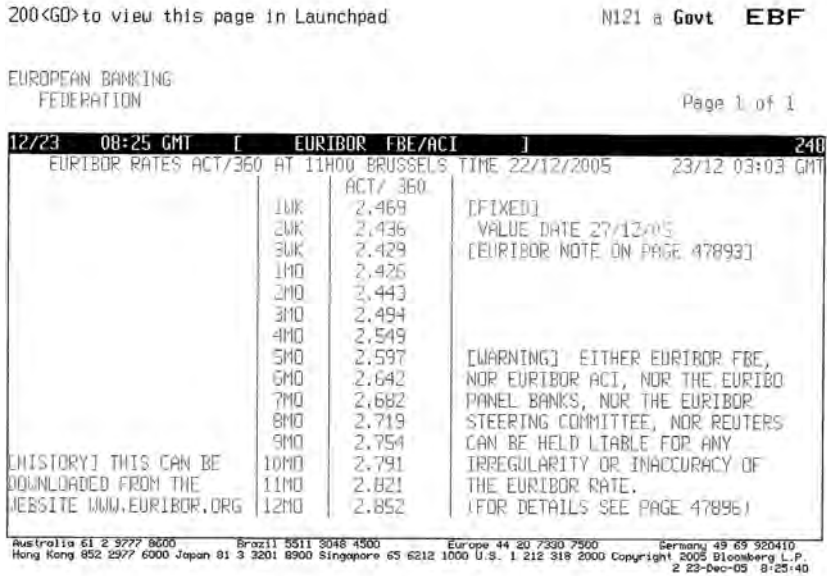 200<GO> to view this page in Launchpad N121 a Govt EBF
EUROPEAN BANKING
FEDERATION
Page 1 of 1
12/23 08:25 GMT [ EURIBOR FBE/ACI ] 248
EURIBOR RATES ACT/360 AT 11H00 BRUSSELS TIME 22/12/2005 23/12 03:03 GMT
ACT/ 360
1WK 2.469 [FIXED]
2WK 2.436 VALUE DATE 27/12/05
3WK 2.429 [EURIBOR NOTE ON PAGE 47893]
1MO 2.426
2MO 2.443
3MO 2.494
4MO 2.549
5MO 2.597 [WARNING] EITHER EURIBOR FBE,
6MO 2.642 NOR EURIBOR ACI, NOR THE EURIBO
7MO 2.682 PANEL BANKS, NOR THE EURIBOR
8MO 2.719 STEERING COMMITTEE, NOR REUTERS
9MO 2.754 CAN BE HELD LIABLE FOR ANY
[HISTORY] THIS CAN BE 10MO 2.791 IRREGULARITY OR INACCURACY OF
DOWNLOADED FROM THE 11MO 2.821 THE EURIBOR RATE.
WEBSITE WWW.EURIBOR.ORG 12MO 2.852 (FOR DETAILS SEE PAGE 47896)
Australia 61 2 9777 8600 Brazil 5511 3048 4500 Europe 44 20 7330 7500 Germany 49 69 920410
Hong Kong 852 2977 6000 Japan 81 3 3201 8900 Singapore 65 6212 1000 U.S. 1 212 318 2000 Copyright 2005 Bloomberg L.P.
2 23-Dec-05 8:25:40